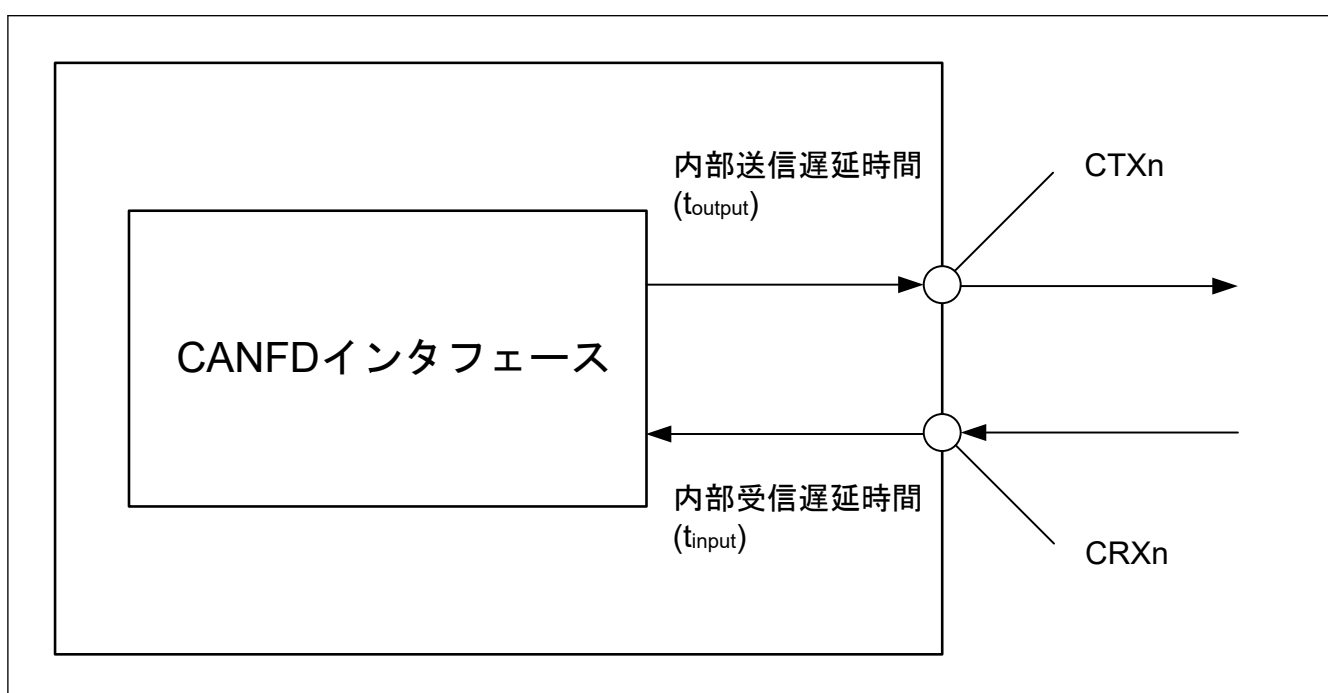 内部送信遅延時間
(toutput)
CTXn
CANFDインタフェース
内部受信遅延時間
(tinput)
CRXn